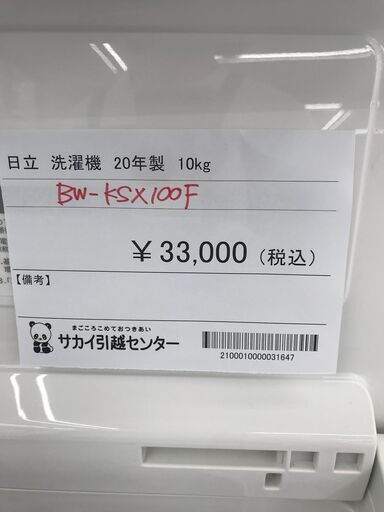 日立 洗濯機 20年製 10kg
BW-KSX100F
￥33,000（税込）
【備考】
まごころこめておつきあい
サカイ引越センター
2100010000031647